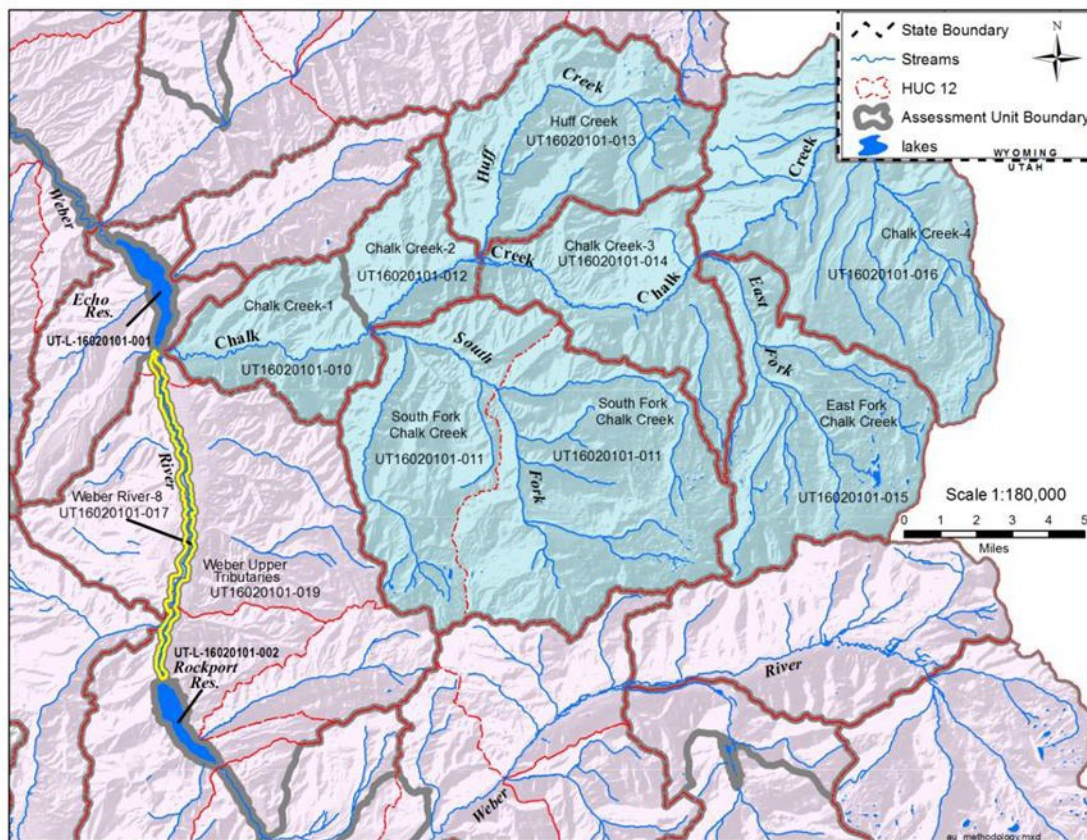 State Boundary
Streams
HUC 12
Assessment Unit Boundary
lakes
N
WYOMING
UTAH
Creek
Huff Creek
UT16020101-013
Huff
Creek
Chalk Creek-4
UT16020101-016
Weber
Chalk Creek-2
UT16020101-012
Creek
Chalk Creek-3
UT16020101-014
Chalk
Echo
Res.
UT-L-16020101-001
Chalk Creek-1
Chalk
UT16020101-010
South
East
Fork
South Fork
Chalk Creek
UT16020101-011
South Fork
Chalk Creek
UT16020101-011
Fork
East Fork
Chalk Creek
UT16020101-015
River
Weber River-8
UT16020101-017
Scale 1:180,000
0 1 2 3 4 5
Miles
Weber Upper
Tributaries
UT16020101-019
UT-L-16020101-002
Rockport
Res.
River
Weber
au_methodology.mxd